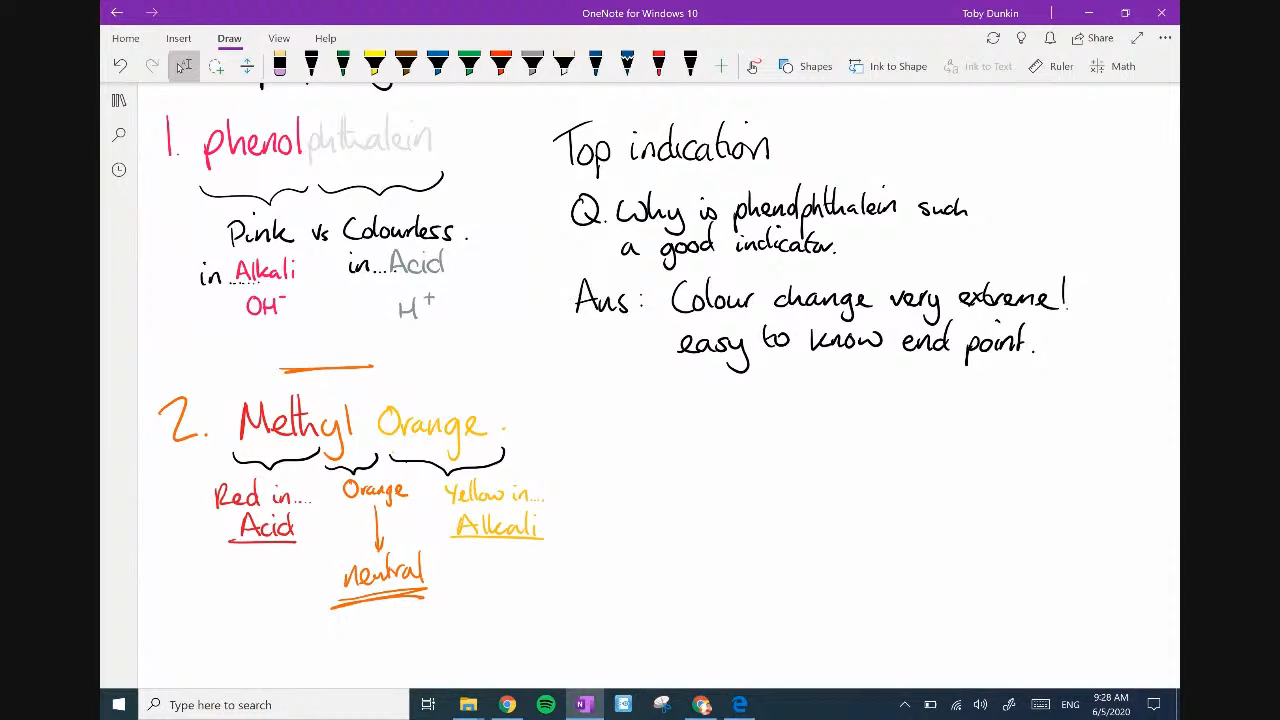 OneNote for Windows 10
Toby Dunkin
Home Insert Draw View Help
Share
Shapes
Ink to Shape
Ink to Text
Ruler
Math
1. phenolphthalein
Pink vs Colourless.
in Alkali in... Acid
OH⁻ H⁺
Top indication
Q. Why is phenolphthalein such
a good indicator.
Ans: Colour change very extreme!
easy to know end point.
2. Methyl Orange.
Red in.... Orange Yellow in....
Acid Alkali
neutral
Type here to search
ENG
9:28 AM
6/5/2020